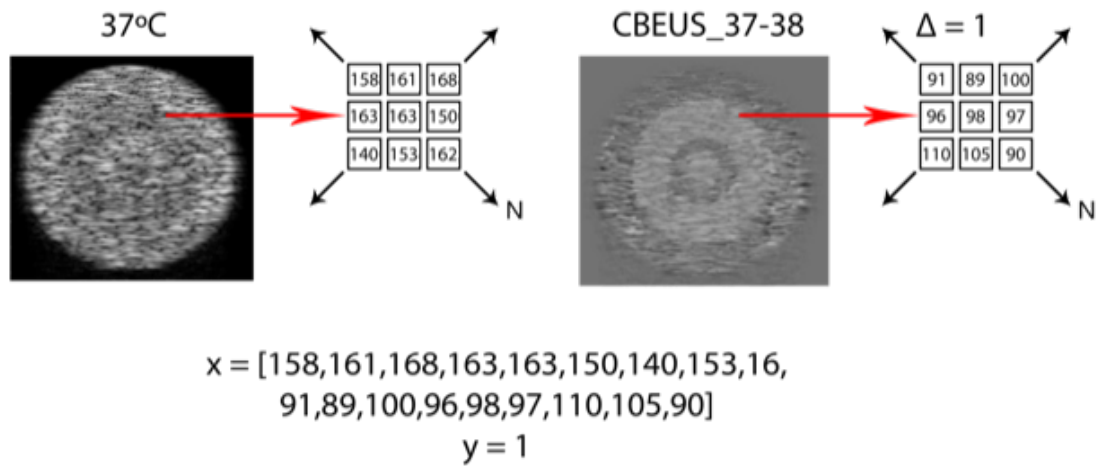 37ºC
CBEUS_37-38
Δ = 1
158 161 168
163 163 150
140 153 162
N
91 89 100
96 98 97
110 105 90
N
x = [158,161,168,163,163,150,140,153,16,
91,89,100,96,98,97,110,105,90]
y = 1